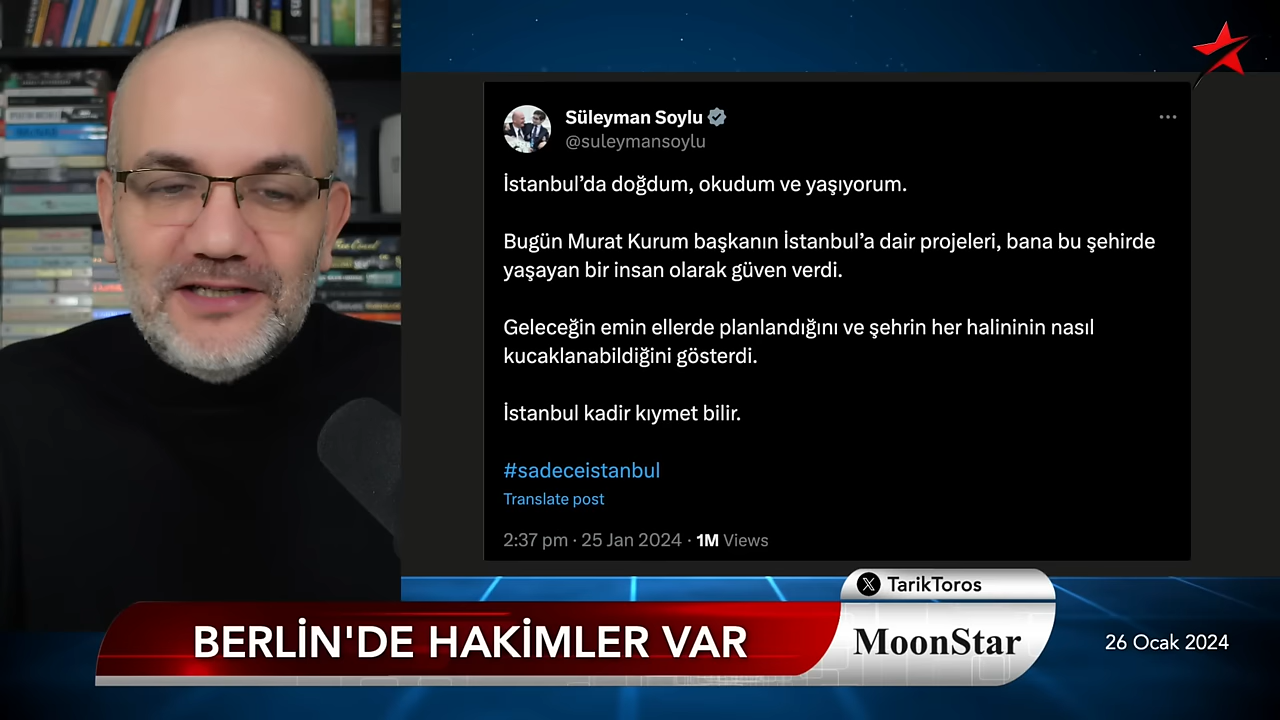 Süleyman Soylu
@suleymansoylu
İstanbul’da doğdum, okudum ve yaşıyorum.
Bugün Murat Kurum başkanın İstanbul’a dair projeleri, bana bu şehirde
yaşayan bir insan olarak güven verdi.
Geleceğin emin ellerde planlandığını ve şehrin her halininin nasıl
kucaklanabildiğini gösterdi.
İstanbul kadir kıymet bilir.
#sadeceistanbul
Translate post
2:37 pm · 25 Jan 2024 · 1M Views
TarikToros
BERLİN'DE HAKİMLER VAR
MoonStar
26 Ocak 2024